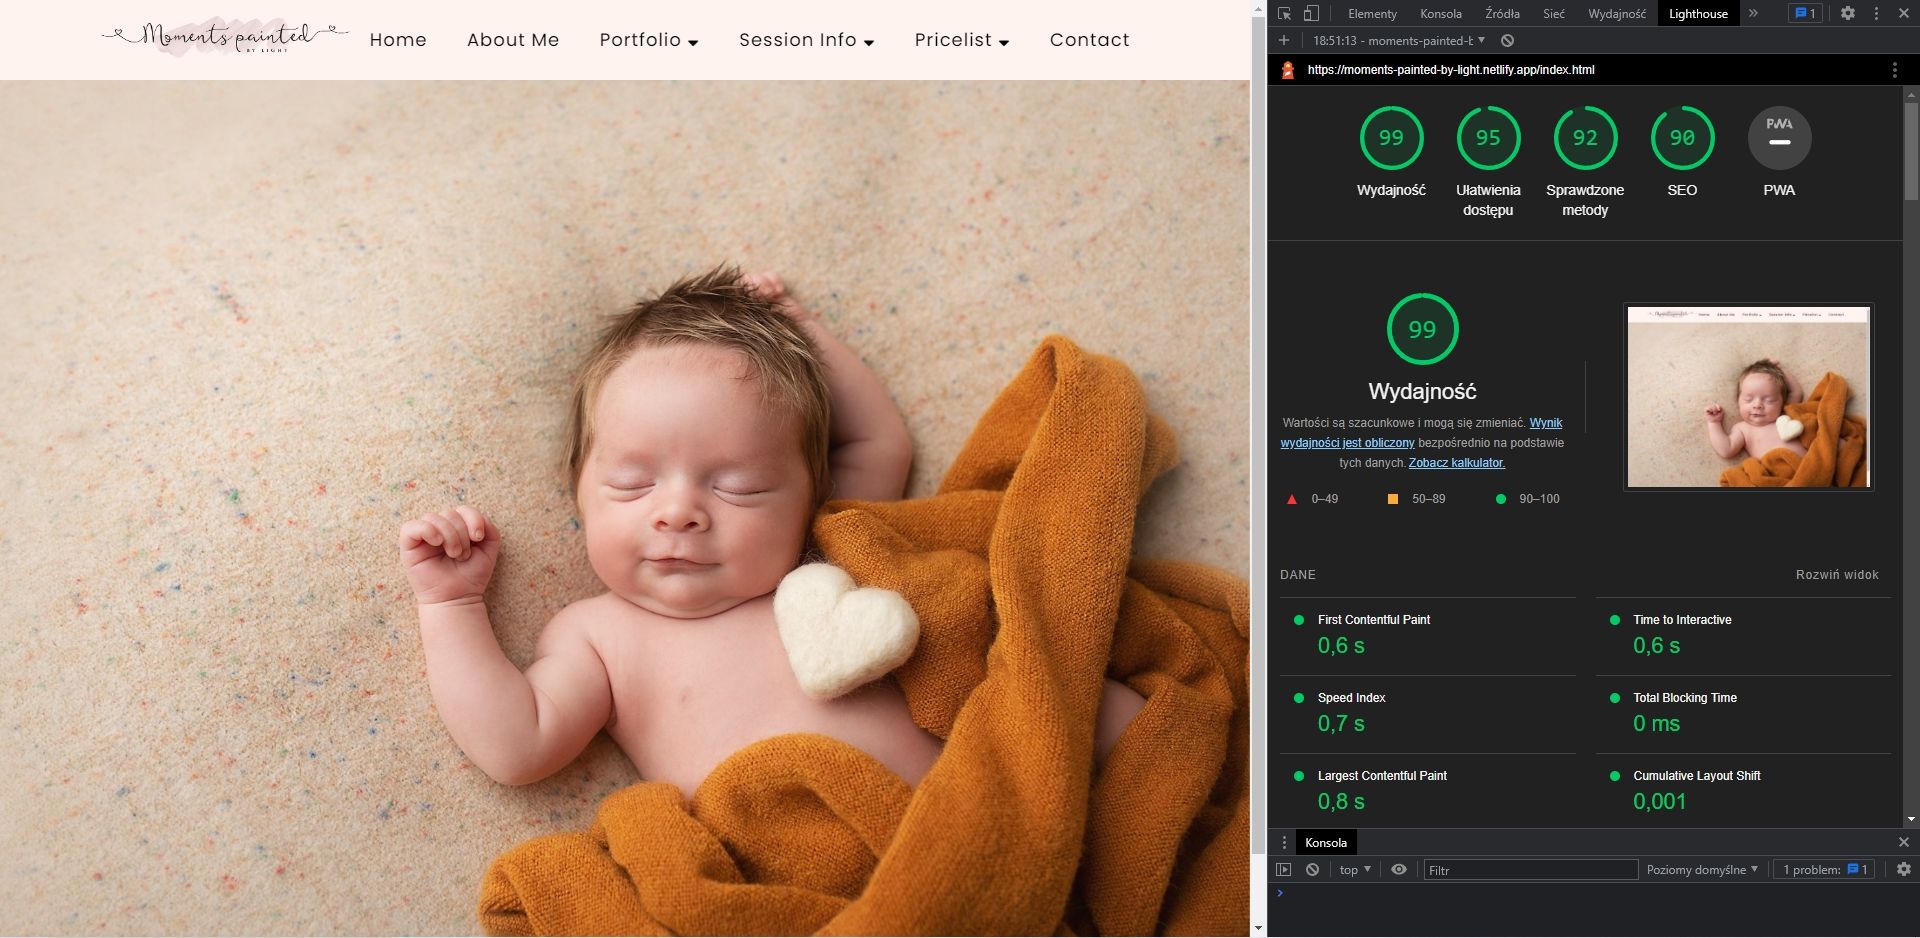 Moments painted
BY LIGHT
Home
About Me
Portfolio
Session Info
Pricelist
Contact
Elementy
Konsola
Źródła
Sieć
Wydajność
Lighthouse
1
18:51:13 - moments-painted-b
https://moments-painted-by-light.netlify.app/index.html
99
95
92
90
PWA
Wydajność
Ułatwienia dostępu
Sprawdzone metody
SEO
PWA
99
Wydajność
Wartości są szacunkowe i mogą się zmieniać. Wynik
wydajności jest obliczony bezpośrednio na podstawie
tych danych. Zobacz kalkulator.
0–49
50–89
90–100
DANE
Rozwiń widok
First Contentful Paint
0,6 s
Time to Interactive
0,6 s
Speed Index
0,7 s
Total Blocking Time
0 ms
Largest Contentful Paint
0,8 s
Cumulative Layout Shift
0,001
Konsola
top
Filtr
Poziomy domyślne
1 problem: 1